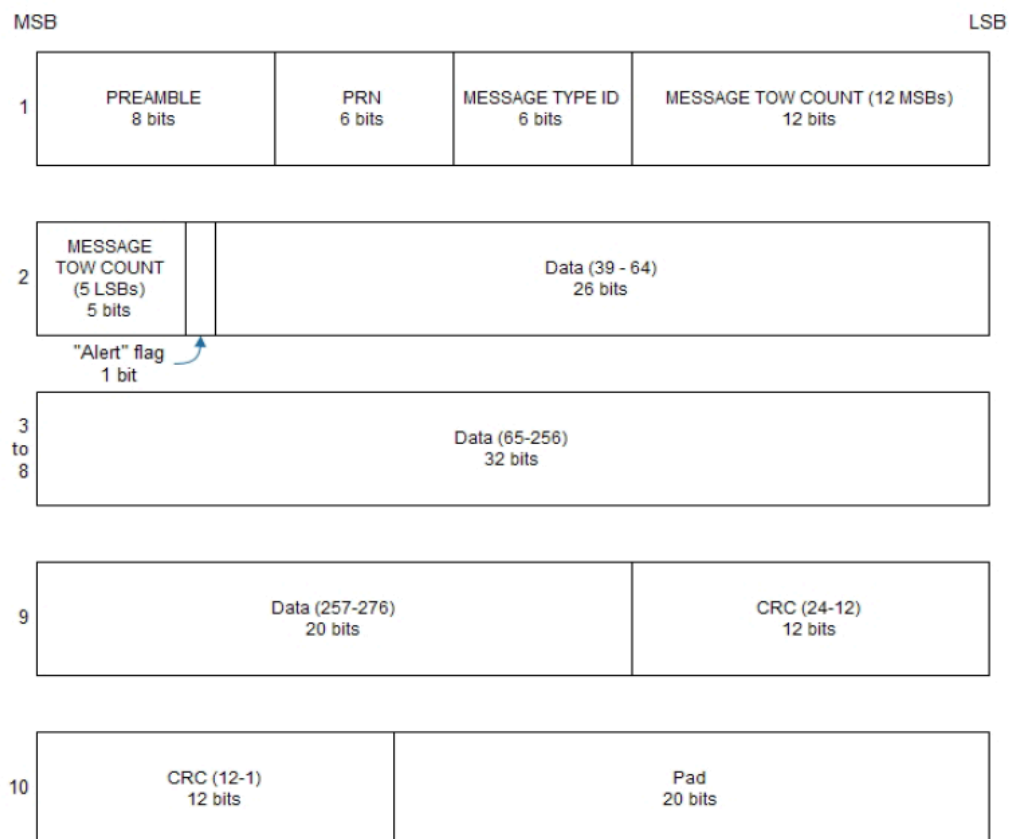 MSB
LSB
1
PREAMBLE
8 bits
PRN
6 bits
MESSAGE TYPE ID
6 bits
MESSAGE TOW COUNT (12 MSBs)
12 bits
2
MESSAGE
TOW COUNT
(5 LSBs)
5 bits
Data (39 - 64)
26 bits
"Alert" flag
1 bit
3
to
8
Data (65-256)
32 bits
9
Data (257-276)
20 bits
CRC (24-12)
12 bits
10
CRC (12-1)
12 bits
Pad
20 bits